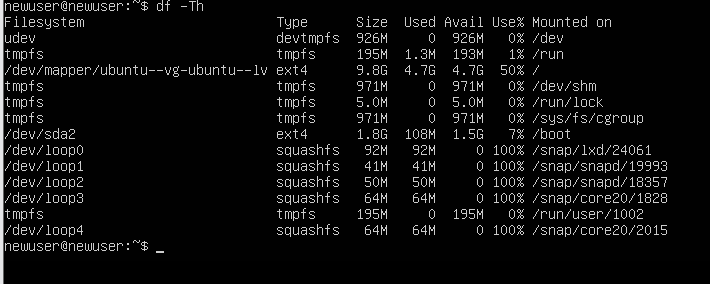 newuser@newuser:~$ df -Th
Filesystem                        Type      Size  Used Avail Use% Mounted on
udev                              devtmpfs  926M     0  926M   0% /dev
tmpfs                             tmpfs     195M  1.3M  193M   1% /run
/dev/mapper/ubuntu--vg-ubuntu--lv ext4      9.8G  4.7G  4.7G  50% /
tmpfs                             tmpfs     971M     0  971M   0% /dev/shm
tmpfs                             tmpfs     5.0M     0  5.0M   0% /run/lock
tmpfs                             tmpfs     971M     0  971M   0% /sys/fs/cgroup
/dev/sda2                         ext4      1.8G  108M  1.5G   7% /boot
/dev/loop0                        squashfs   92M   92M     0 100% /snap/lxd/24061
/dev/loop1                        squashfs   41M   41M     0 100% /snap/snapd/19993
/dev/loop2                        squashfs   50M   50M     0 100% /snap/snapd/18357
/dev/loop3                        squashfs   64M   64M     0 100% /snap/core20/1828
tmpfs                             tmpfs     195M     0  195M   0% /run/user/1002
/dev/loop4                        squashfs   64M   64M     0 100% /snap/core20/2015
newuser@newuser:~$ _